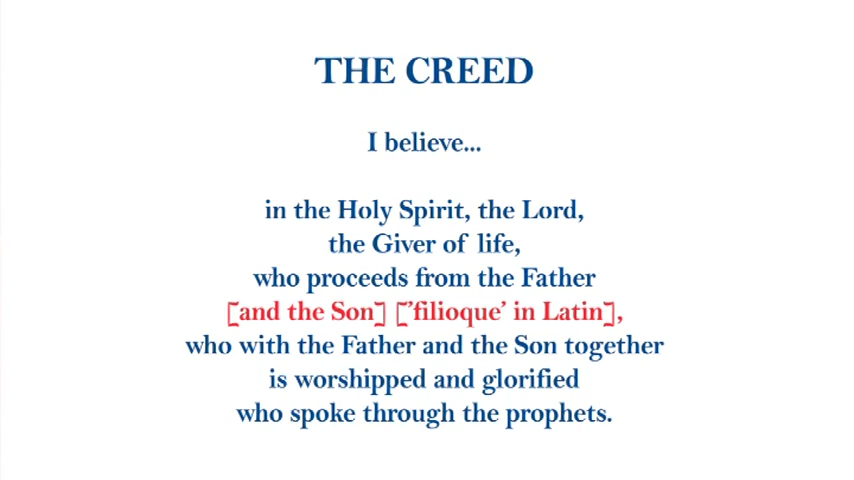 THE CREED
I believe...
in the Holy Spirit, the Lord,
the Giver of life,
who proceeds from the Father
[and the Son] [’filioque’ in Latin],
who with the Father and the Son together
is worshipped and glorified
who spoke through the prophets.